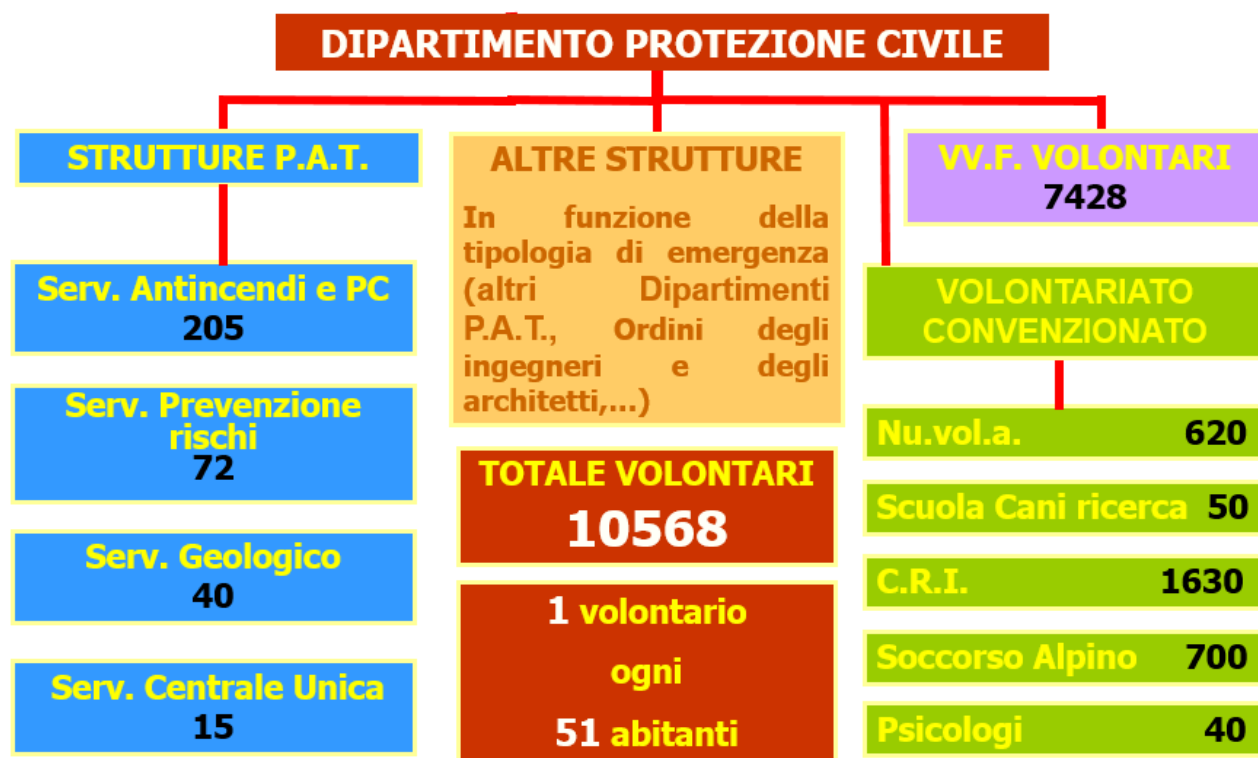 DIPARTIMENTO PROTEZIONE CIVILE
STRUTTURE P.A.T.
Serv. Antincendi e PC
205
Serv. Prevenzione
rischi
72
Serv. Geologico
40
Serv. Centrale Unica
15
ALTRE STRUTTURE
In funzione della
tipologia di emergenza
(altri Dipartimenti
P.A.T., Ordini degli
ingegneri e degli
architetti,...)
TOTALE VOLONTARI
10568
1 volontario
ogni
51 abitanti
VV.F. VOLONTARI
7428
VOLONTARIATO
CONVENZIONATO
Nu.vol.a. 620
Scuola Cani ricerca 50
C.R.I. 1630
Soccorso Alpino 700
Psicologi 40